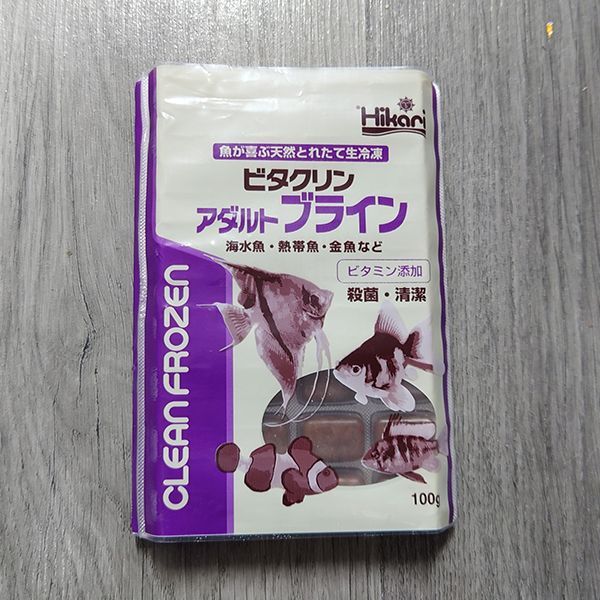 Hikari
魚が喜ぶ天然とれたて生冷凍
ビタクリン
アダルト ブライン
海水魚・熱帯魚・金魚など
ビタミン添加
殺菌・清潔
CLEAN FROZEN
100g